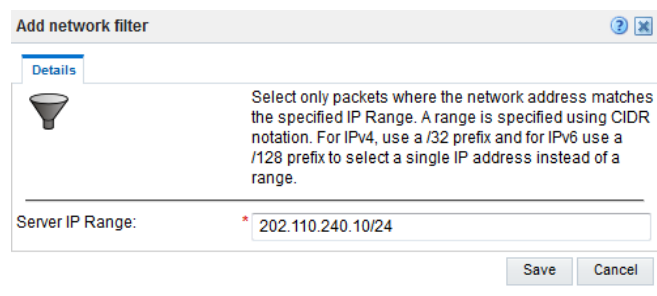 Add network filter
Details
Select only packets where the network address matches
the specified IP Range. A range is specified using CIDR
notation. For IPv4, use a /32 prefix and for IPv6 use a
/128 prefix to select a single IP address instead of a
range.
Server IP Range: * 202.110.240.10/24
Save Cancel